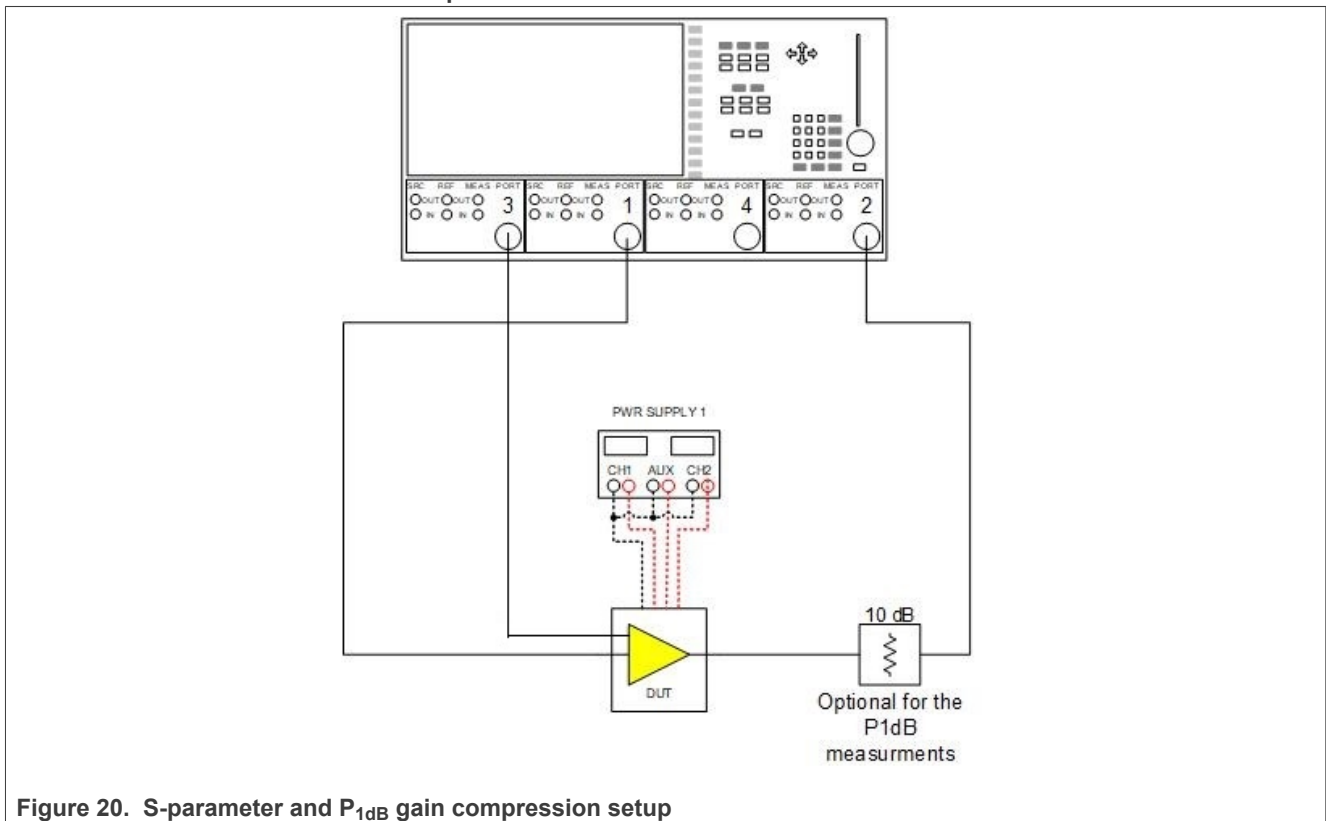 SRC REF MEAS PORT SRC REF MEAS PORT SRC REF MEAS PORT SRC REF MEAS PORT
OUT OUT 3 OUT OUT 1 OUT OUT 4 OUT OUT 2
IN IN IN IN IN IN IN IN
PWR SUPPLY 1
CH1 AUX CH2
10 dB
DUT
Optional for the
P1dB
measurments
Figure 20. S-parameter and P1dB gain compression setup